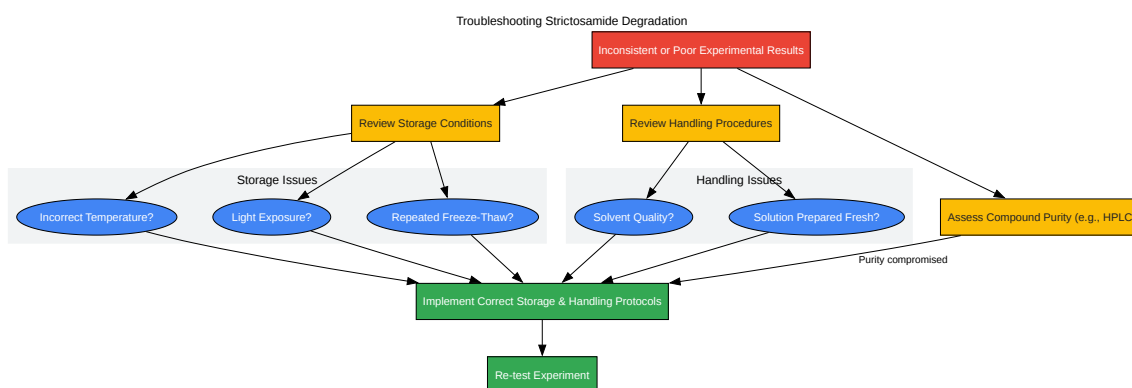 Troubleshooting Strictosamide Degradation
Inconsistent or Poor Experimental Results
Review Storage Conditions
Review Handling Procedures
Storage Issues
Handling Issues
Incorrect Temperature?
Light Exposure?
Repeated Freeze-Thaw?
Solvent Quality?
Solution Prepared Fresh?
Assess Compound Purity (e.g., HPLC
Purity compromised
Implement Correct Storage & Handling Protocols
Re-test Experiment